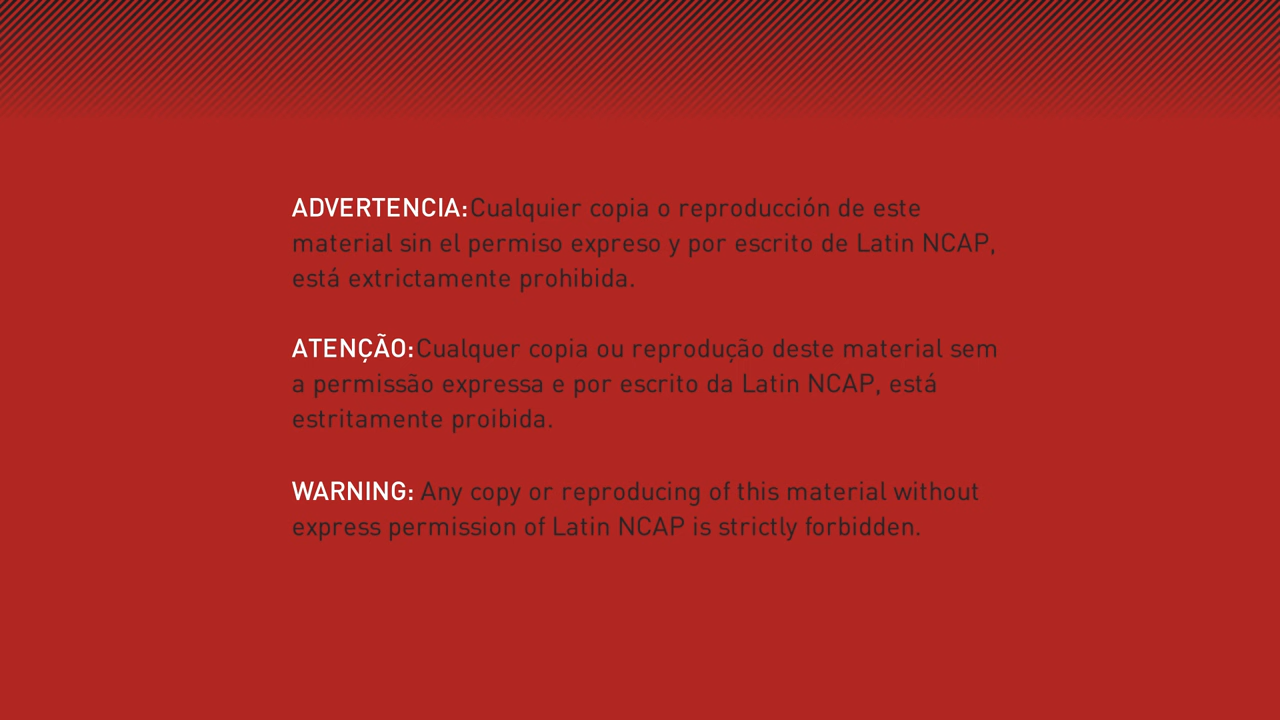 ADVERTENCIA: Cualquier copia o reproducción de este
material sin el permiso expreso y por escrito de Latin NCAP,
está extrictamente prohibida.
ATENÇÃO: Cualquer copia ou reprodução deste material sem
a permissão expressa e por escrito da Latin NCAP, está
estritamente proibida.
WARNING: Any copy or reproducing of this material without
express permission of Latin NCAP is strictly forbidden.